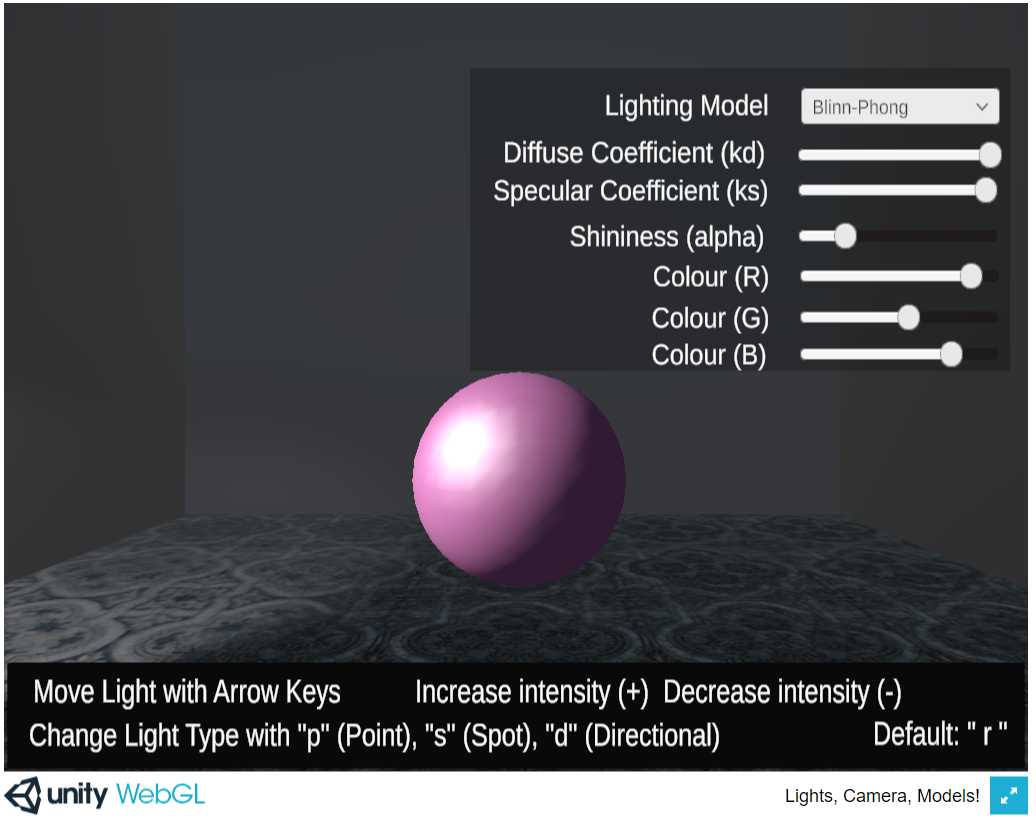 Lighting Model Blinn-Phong
Diffuse Coefficient (kd)
Specular Coefficient (ks)
Shininess (alpha)
Colour (R)
Colour (G)
Colour (B)
Move Light with Arrow Keys Increase intensity (+) Decrease intensity (-)
Change Light Type with "p" (Point), "s" (Spot), "d" (Directional) Default: " r "
unity WebGL Lights, Camera, Models!